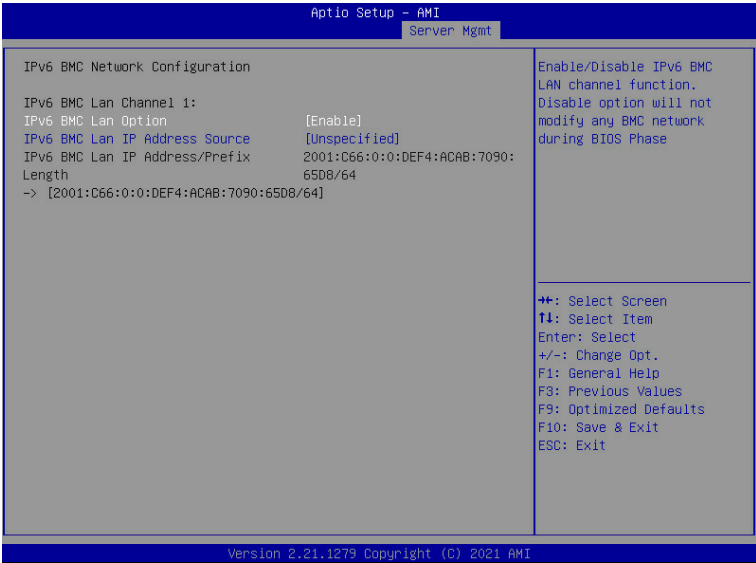 Aptio Setup – AMI
Server Mgmt
IPv6 BMC Network Configuration
IPv6 BMC Lan Channel 1:
IPv6 BMC Lan Option [Enable]
IPv6 BMC Lan IP Address Source [Unspecified]
IPv6 BMC Lan IP Address/Prefix 2001:C66:0:0:DEF4:ACAB:7090:
Length 65D8/64
-> [2001:C66:0:0:DEF4:ACAB:7090:65D8/64]
Enable/Disable IPv6 BMC
LAN channel function.
Disable option will not
modify any BMC network
during BIOS Phase
→←: Select Screen
↑↓: Select Item
Enter: Select
+/-: Change Opt.
F1: General Help
F3: Previous Values
F9: Optimized Defaults
F10: Save & Exit
ESC: Exit
Version 2.21.1279 Copyright (C) 2021 AMI